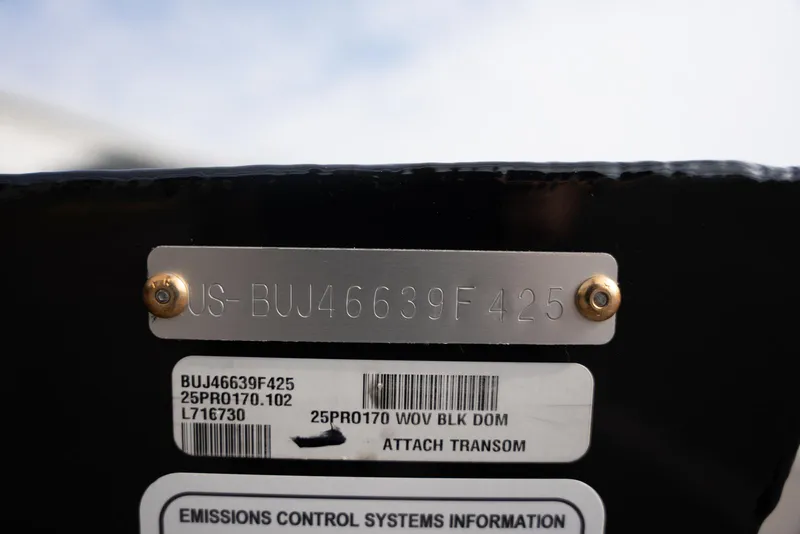 US-BUJ46639F425
BUJ46639F425
25PRO170.102
L716730
25PRO170 WOV BLK DOM
ATTACH TRANSOM
EMISSIONS CONTROL SYSTEMS INFORMATION